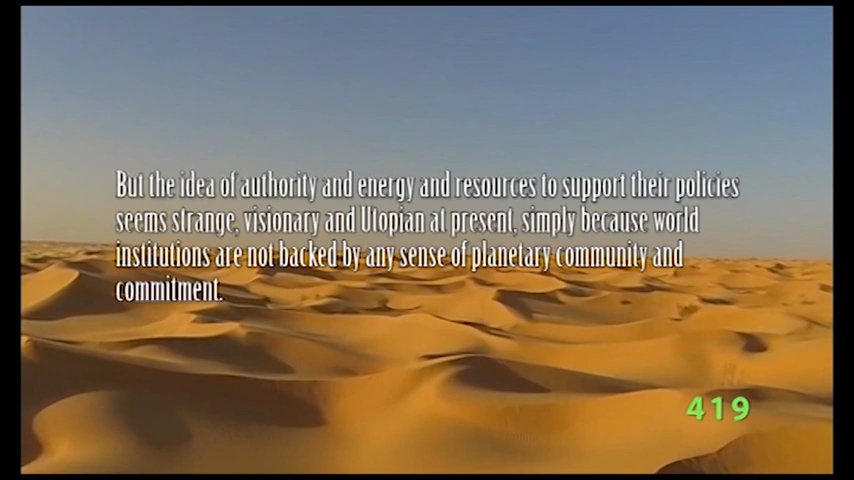 But the idea of authority and energy and resources to support their policies
seems strange, visionary and Utopian at present, simply because world
institutions are not backed by any sense of planetary community and
commitment.
419